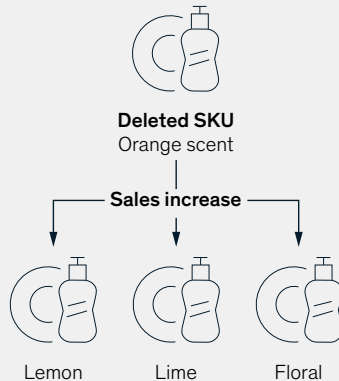 Deleted SKU
Orange scent
Sales increase
Lemon Lime Floral